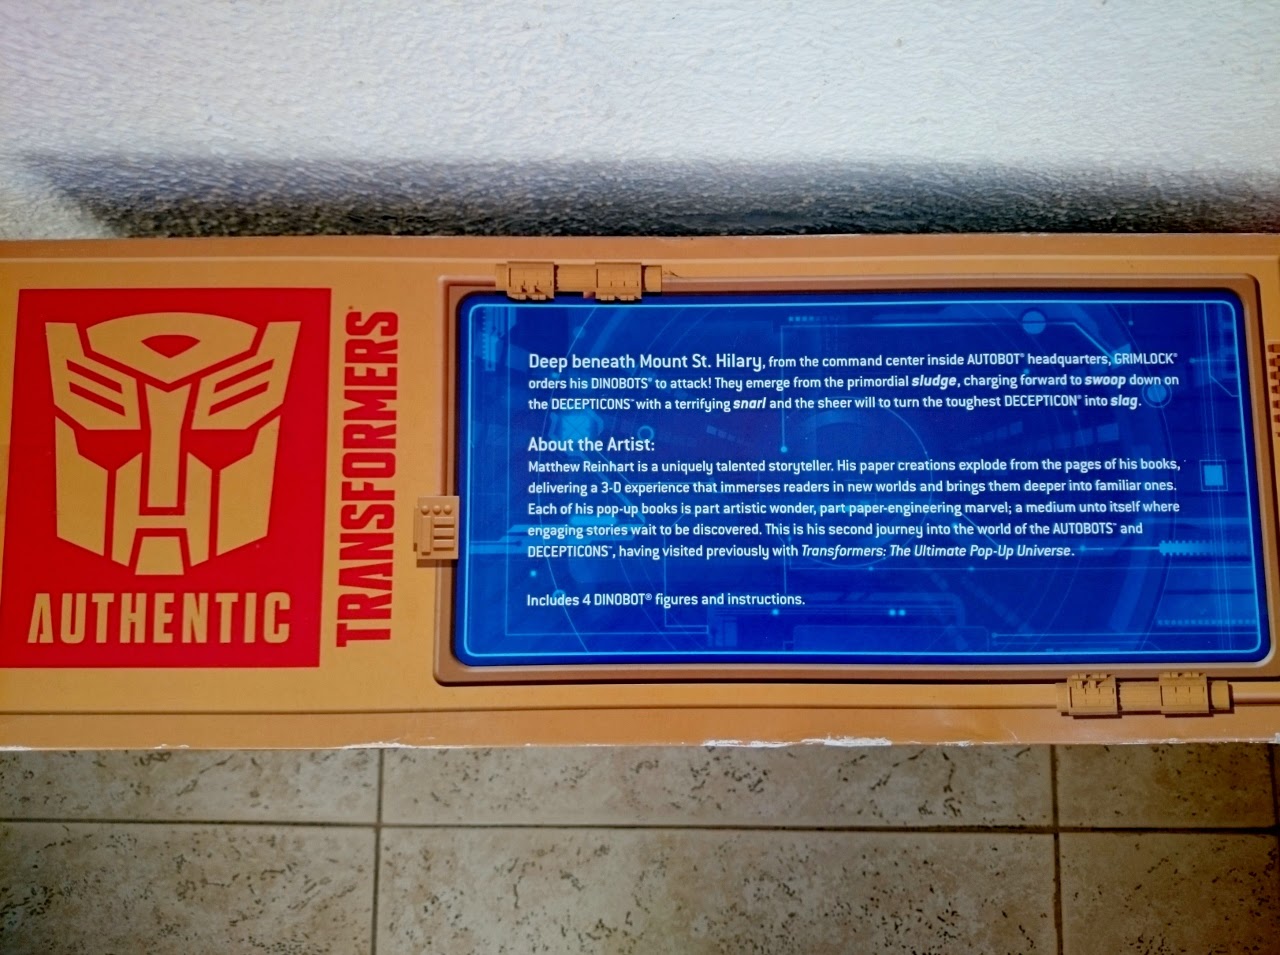 AUTHENTIC
TRANSFORMERS
Deep beneath Mount St. Hilary, from the command center inside AUTOBOT® headquarters, GRIMLOCK®
orders his DINOBOTS® to attack! They emerge from the primordial sludge, charging forward to swoop down on
the DECEPTICONS™ with a terrifying snarl and the sheer will to turn the toughest DECEPTICON® into slag.
About the Artist:
Matthew Reinhart is a uniquely talented storyteller. His paper creations explode from the pages of his books,
delivering a 3-D experience that immerses readers in new worlds and brings them deeper into familiar ones.
Each of his pop-up books is part artistic wonder, part paper-engineering marvel; a medium unto itself where
engaging stories wait to be discovered. This is his second journey into the world of the AUTOBOTS™ and
DECEPTICONS™, having visited previously with Transformers: The Ultimate Pop-Up Universe.
Includes 4 DINOBOT® figures and instructions.